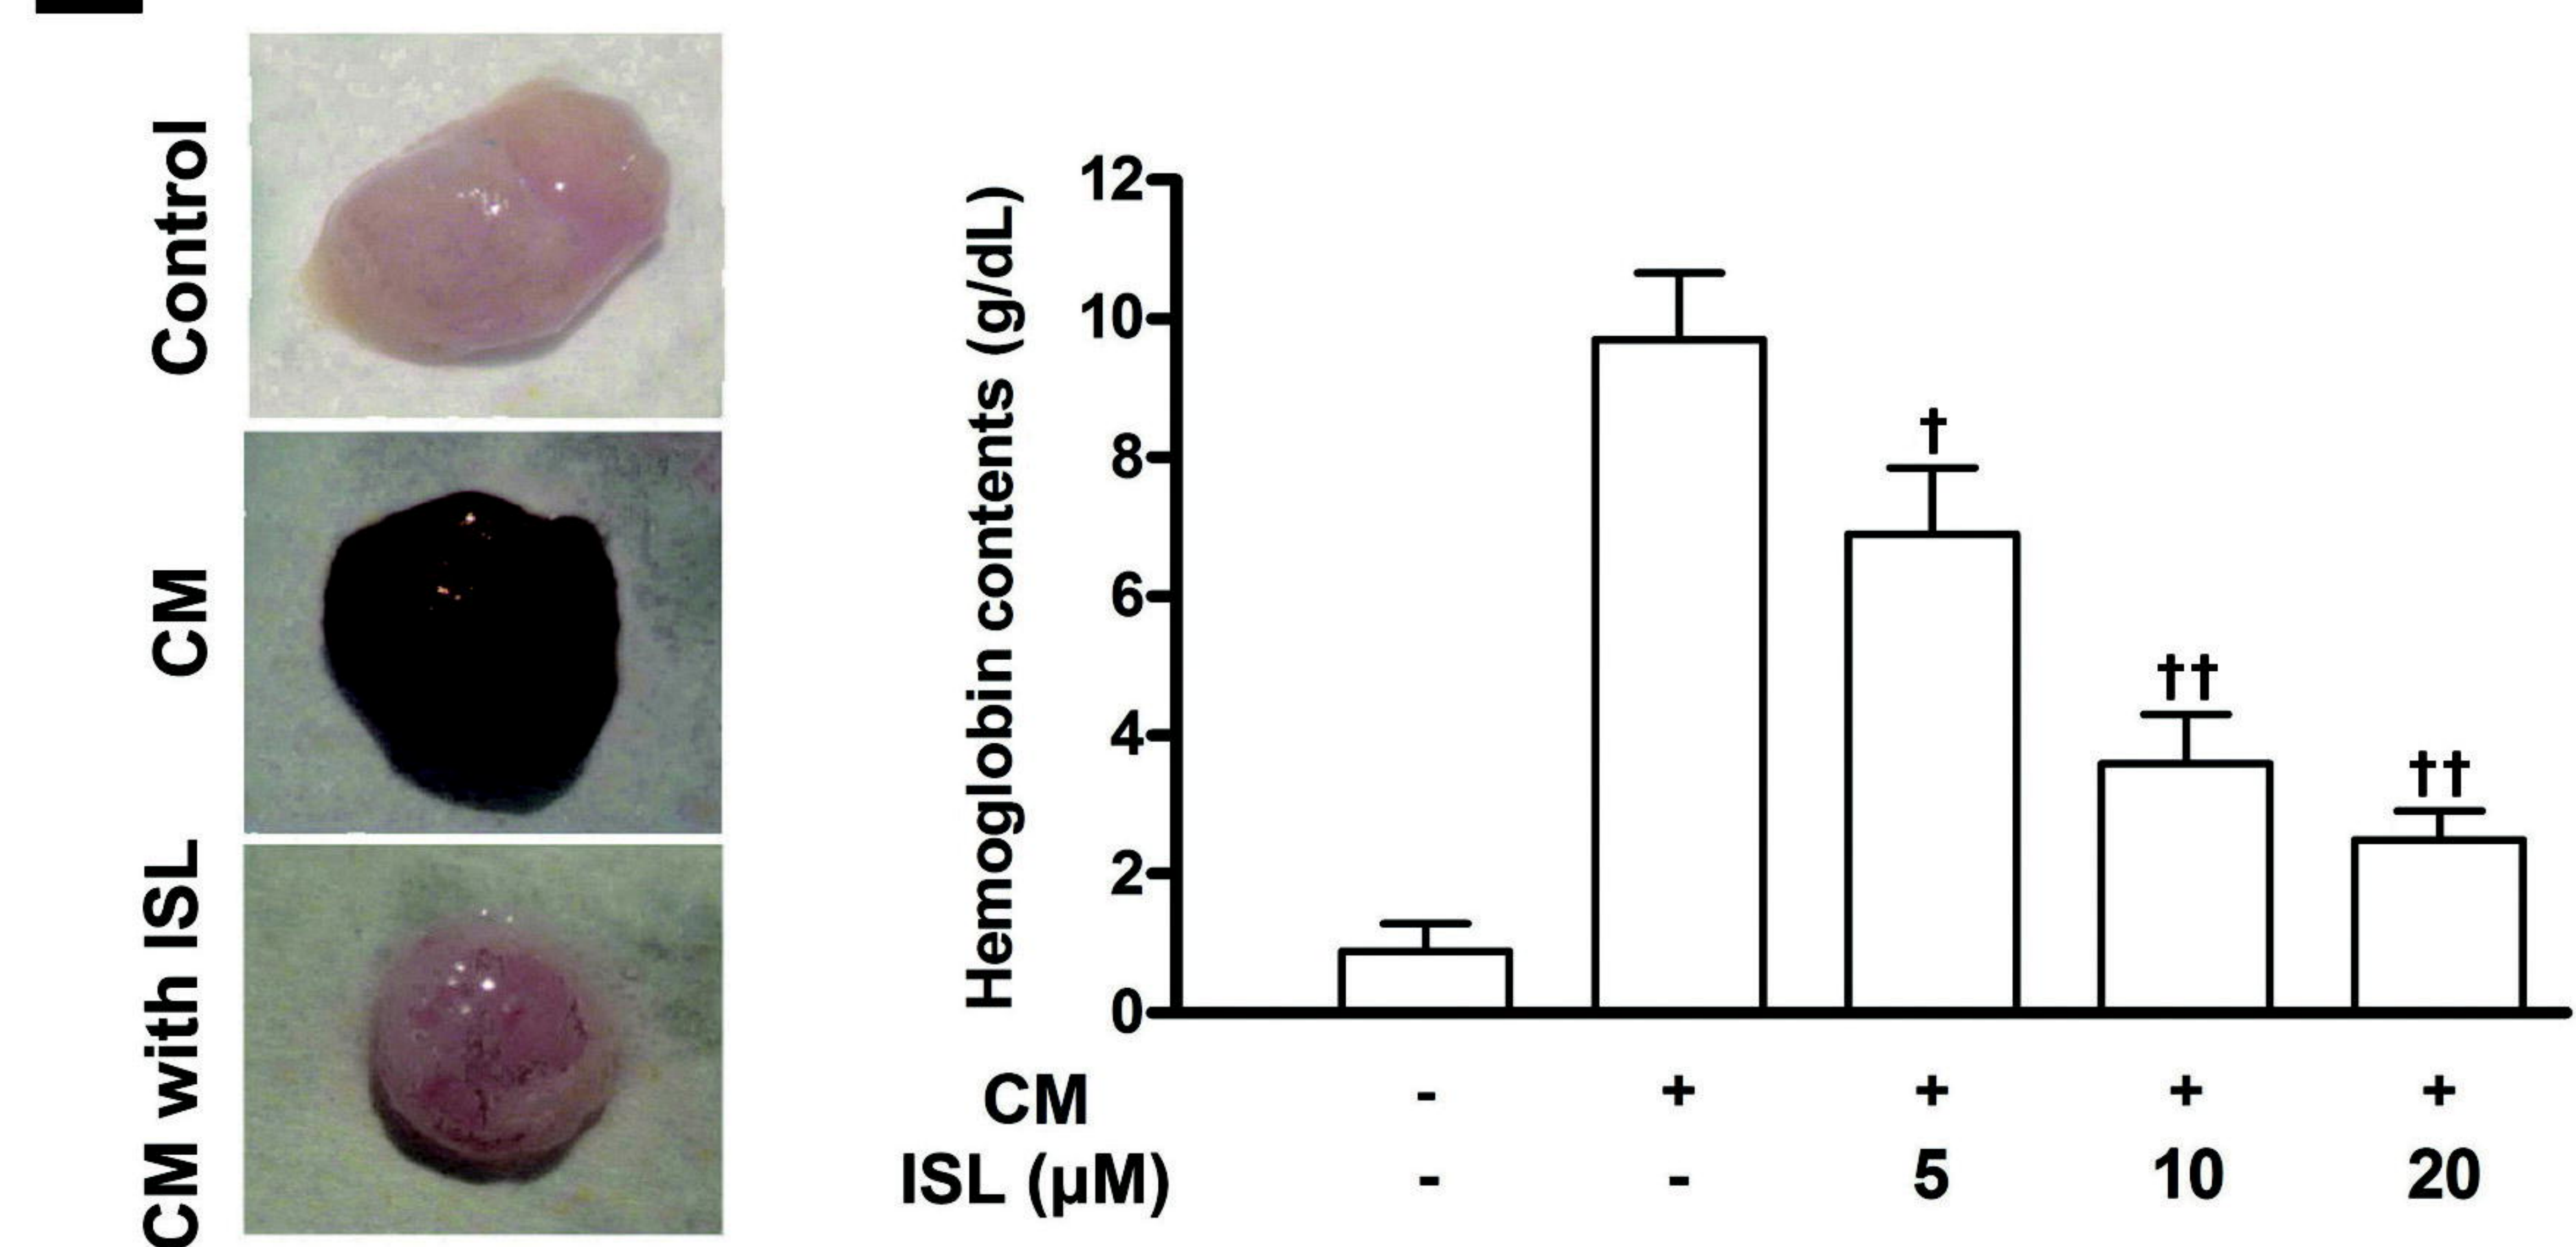 Control
CM
CM with ISL
Hemoglobin contents (g/dL)
12
10
8
6
4
2
0
†
††
††
CM - + + + +
ISL (µM) - - 5 10 20